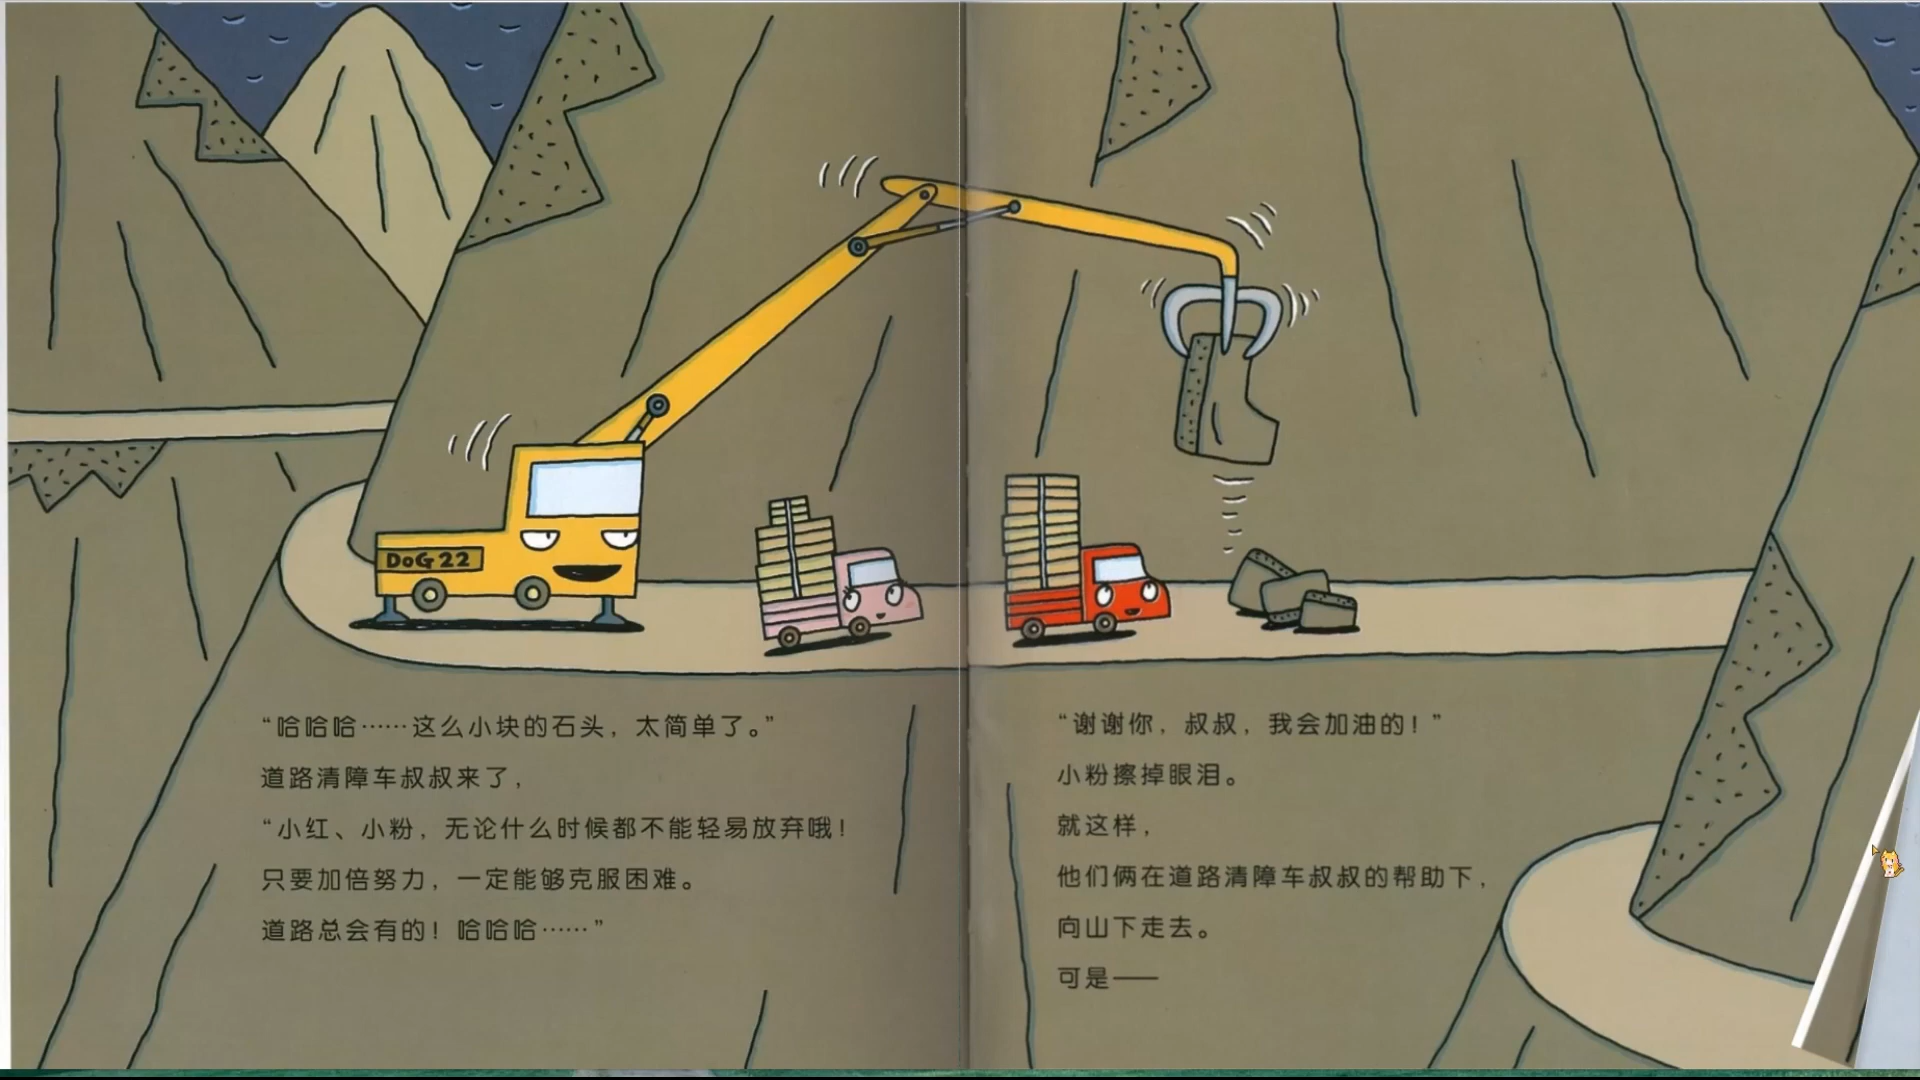 DoG 22
“哈哈哈……这么小块的石头，太简单了。”
道路清障车叔叔来了，
“小红、小粉，无论什么时候都不能轻易放弃哦！
只要加倍努力，一定能够克服困难。
道路总会有的！哈哈哈……”
“谢谢你，叔叔，我会加油的！”
小粉擦掉眼泪。
就这样，
他们俩在道路清障车叔叔的帮助下，
向山下走去。
可是——